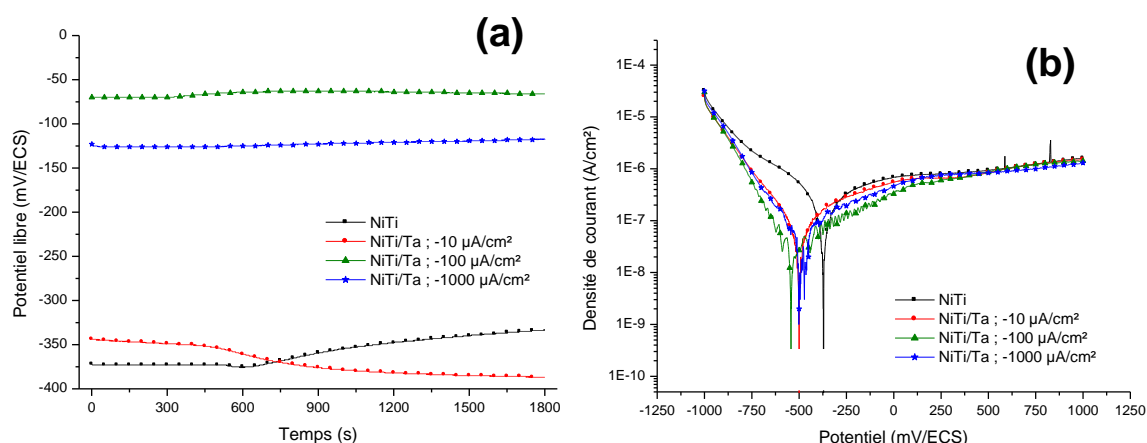 (a)
0
-50
-100
-150
-200
-250
-300
-350
-400
Potentiel libre (mV/ECS)
NiTi
NiTi/Ta ; -10 µA/cm²
NiTi/Ta ; -100 µA/cm²
NiTi/Ta ; -1000 µA/cm²
0 300 600 900 1200 1500 1800
Temps (s)
(b)
1E-4
1E-5
1E-6
1E-7
1E-8
1E-9
1E-10
Densité de courant (A/cm²)
NiTi
NiTi/Ta ; -10 µA/cm²
NiTi/Ta ; -100 µA/cm²
NiTi/Ta ; -1000 µA/cm²
-1250 -1000 -750 -500 -250 0 250 500 750 1000 1250
Potentiel (mV/ECS)